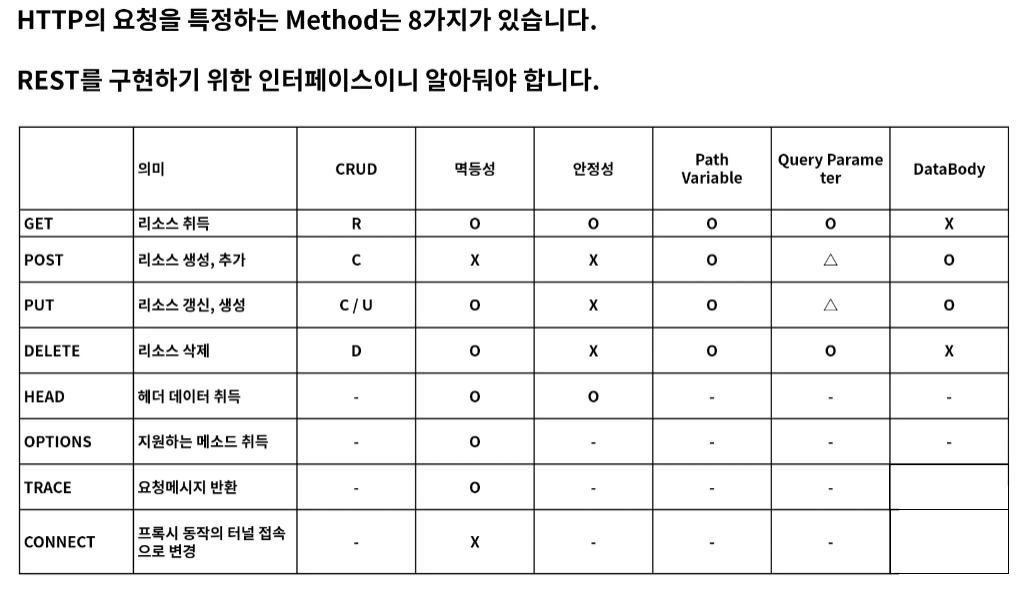 HTTP의 요청을 특정하는 Method는 8가지가 있습니다.
REST를 구현하기 위한 인터페이스이니 알아둬야 합니다.
의미 CRUD 멱등성 안정성 Path Variable Query Parame ter DataBody
GET 리소스 취득 R O O O O X
POST 리소스 생성, 추가 C X X O △ O
PUT 리소스 갱신, 생성 C / U O X O △ O
DELETE 리소스 삭제 D O X O O X
HEAD 헤더 데이터 취득 - O O - - -
OPTIONS 지원하는 메소드 취득 - O - - - -
TRACE 요청메시지 반환 - O - - -
CONNECT 프록시 동작의 터널 접속 으로 변경 - X - - -